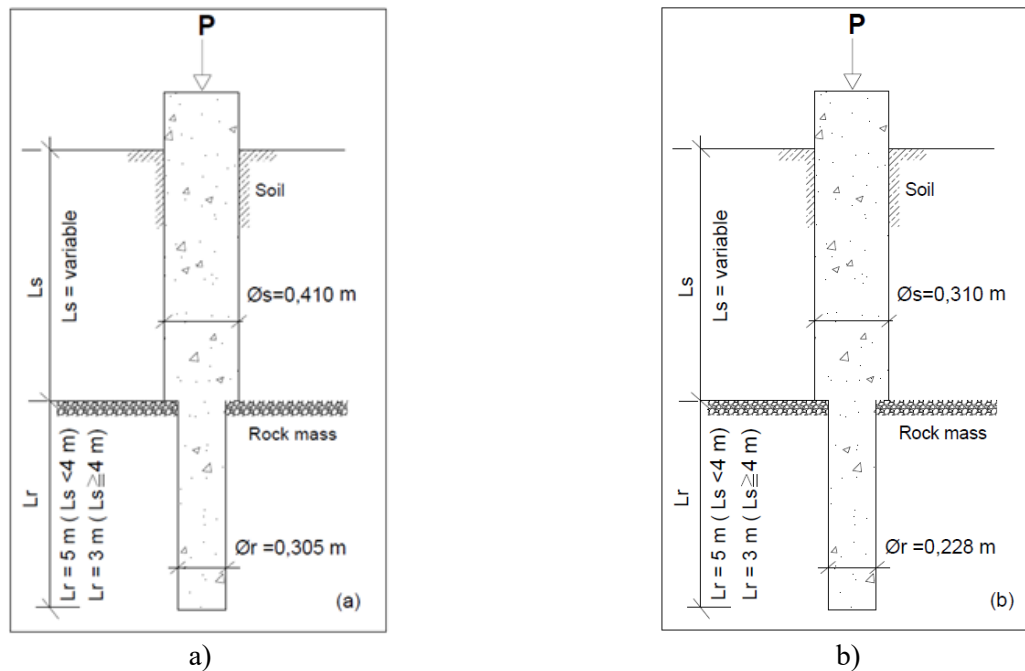 P
Soil
Ls
Ls = variable
Øs=0,410 m
Rock mass
Lr
Lr = 5 m ( Ls <4 m)
Lr = 3 m ( Ls≧4 m)
Ør =0,305 m
(a)
a)
P
Soil
Ls
Ls = variable
Øs=0,310 m
Rock mass
Lr
Lr = 5 m ( Ls <4 m)
Lr = 3 m ( Ls≧4 m)
Ør =0,228 m
(b)
b)